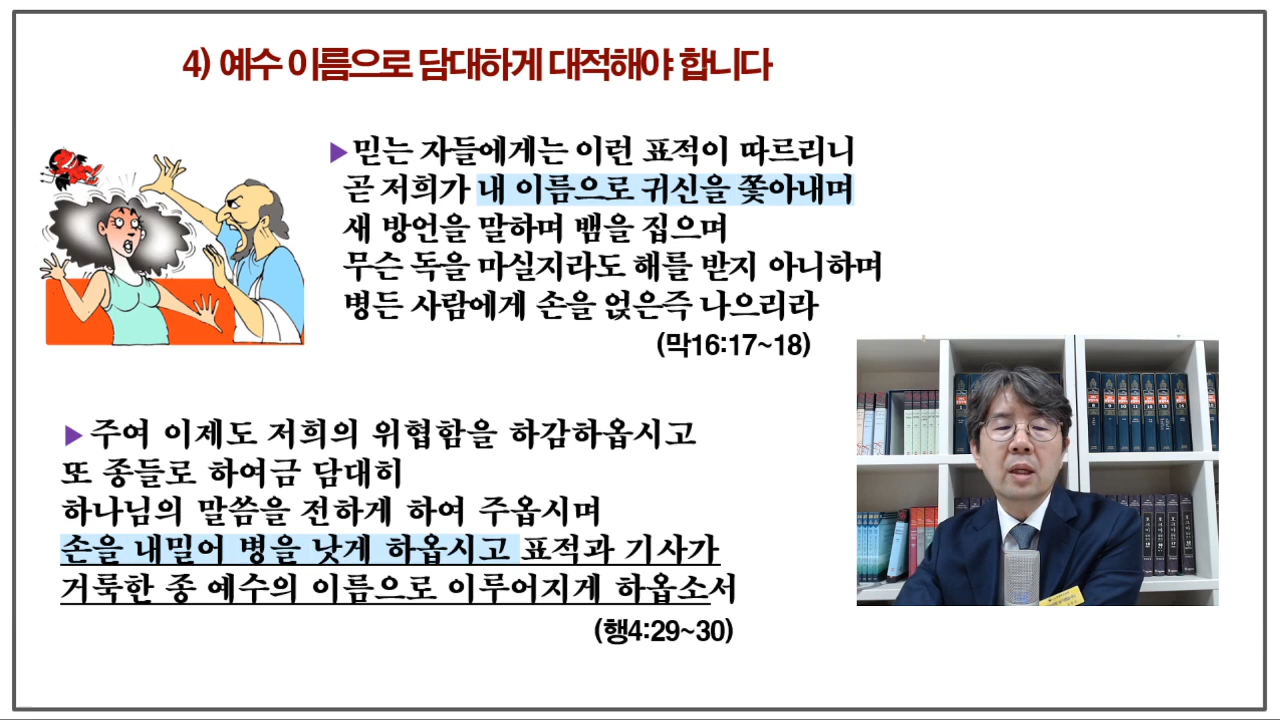 4) 예수 이름으로 담대하게 대적해야 합니다
▶믿는 자들에게는 이런 표적이 따르리니
곧 저희가 내 이름으로 귀신을 쫓아내며
새 방언을 말하며 뱀을 집으며
무슨 독을 마실지라도 해를 받지 아니하며
병든 사람에게 손을 얹은즉 나으리라
(막16:17~18)
▶주여 이제도 저희의 위협함을 하감하옵시고
또 종들로 하여금 담대히
하나님의 말씀을 전하게 하여 주옵시며
손을 내밀어 병을 낫게 하옵시고 표적과 기사가
거룩한 종 예수의 이름으로 이루어지게 하옵소서
(행4:29~30)